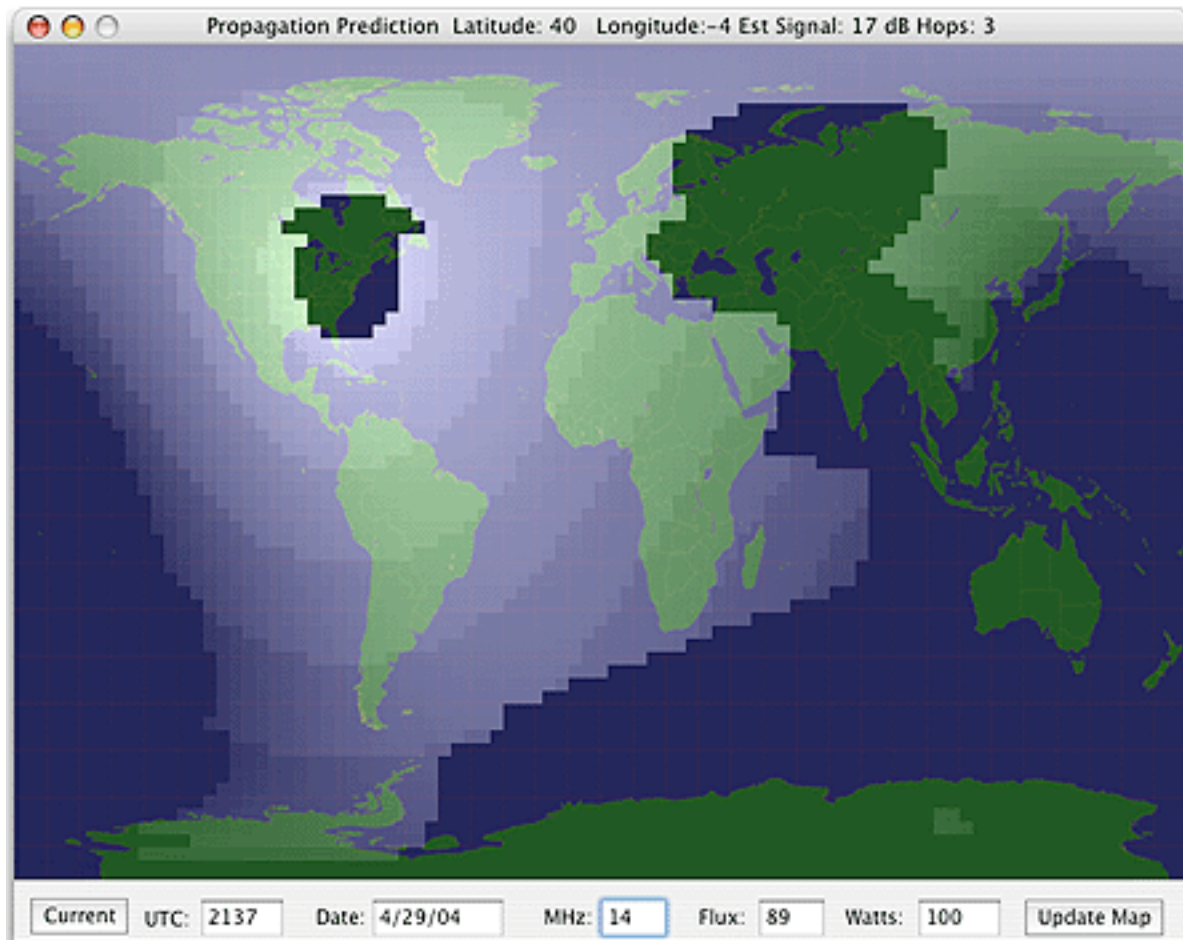 Propagation Prediction Latitude: 40 Longitude:-4 Est Signal: 17 dB Hops: 3
Current UTC: 2137 Date: 4/29/04 MHz: 14 Flux: 89 Watts: 100 Update Map